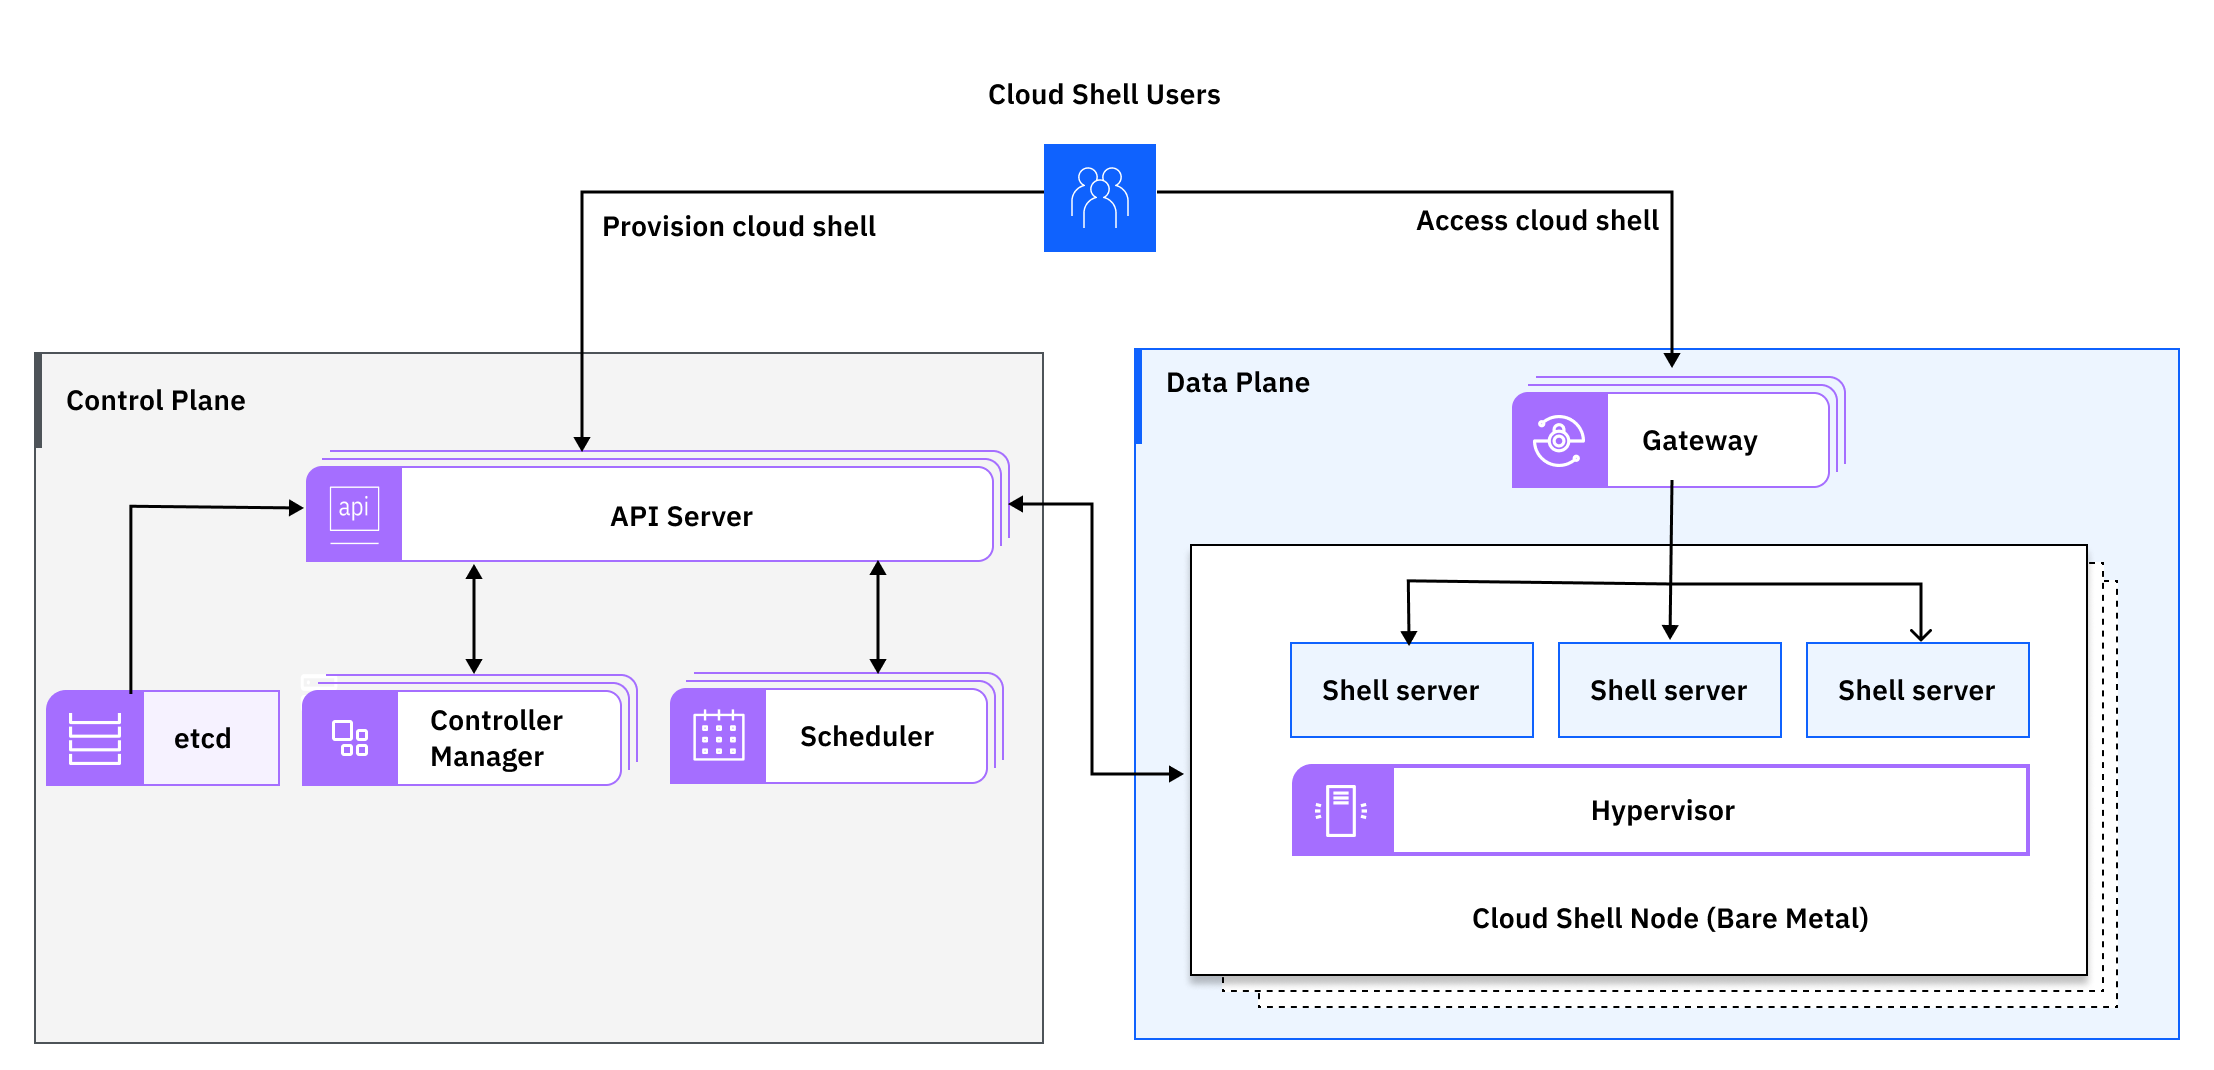 Cloud Shell Users
Provision cloud shell
Access cloud shell
Control Plane
api
API Server
etcd
Controller
Manager
Scheduler
Data Plane
Gateway
Shell server
Shell server
Shell server
Hypervisor
Cloud Shell Node (Bare Metal)